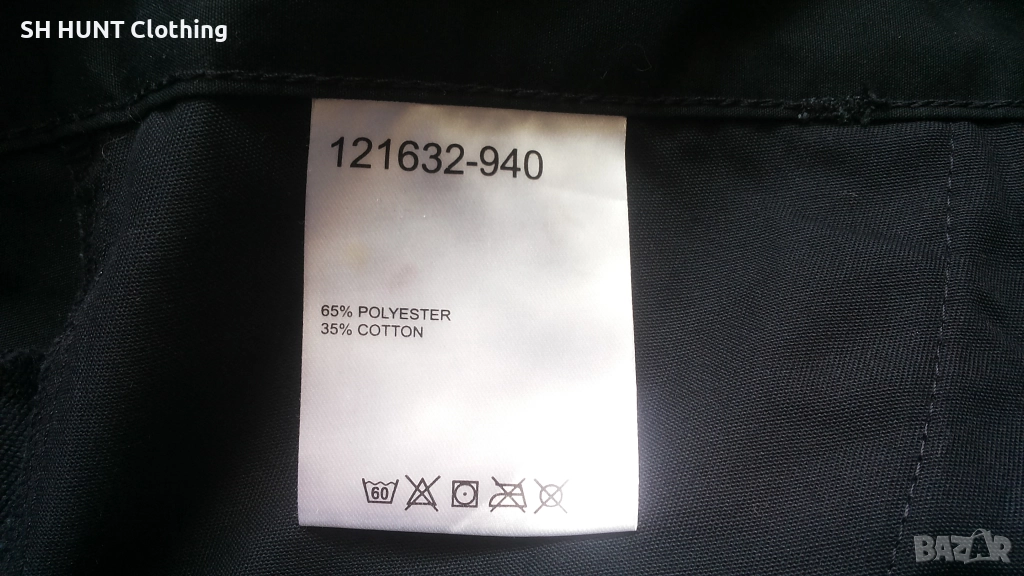 SH HUNT Clothing
121632-940
65% POLYESTER
35% COTTON
60
BAZAR